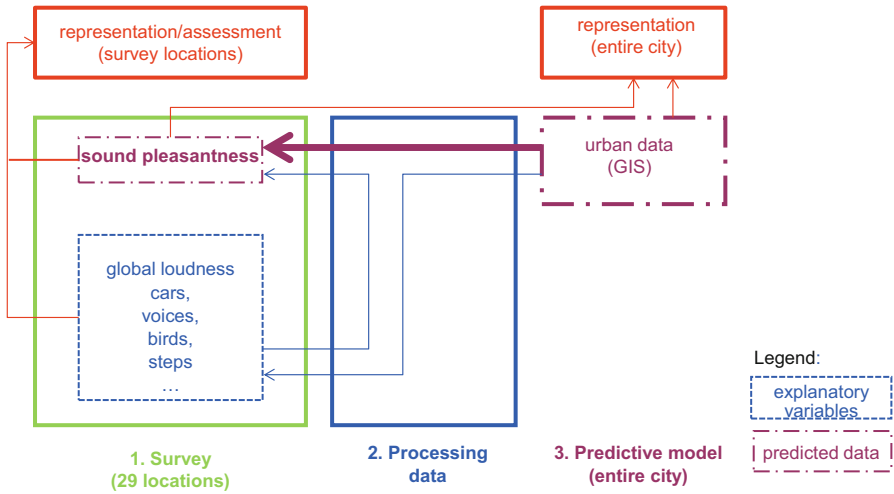 representation/assessment
(survey locations)
representation
(entire city)
sound pleasantness
urban data
(GIS)
global loudness
cars,
voices,
birds,
steps
...
Legend:
explanatory
variables
predicted data
1. Survey
(29 locations)
2. Processing
data
3. Predictive model
(entire city)